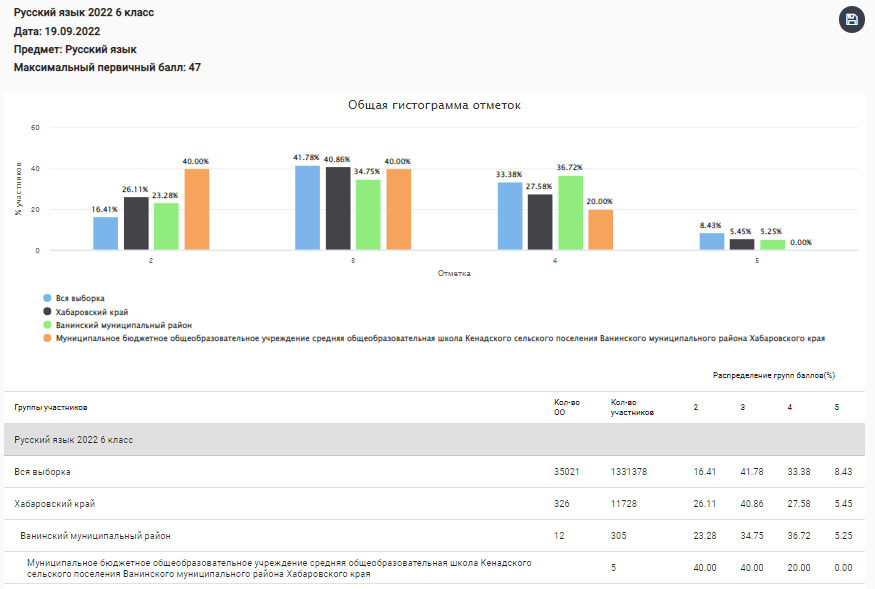 Русский язык 2022 6 класс
Дата: 19.09.2022
Предмет: Русский язык
Максимальный первичный балл: 47
Общая гистограмма отметок
% участников
60
40
20
0
16.41% 26.11% 23.28% 40.00%
41.78% 40.86% 34.75% 40.00%
33.38% 27.58% 36.72% 20.00%
8.43% 5.45% 5.25% 0.00%
2 3 4 5
Отметка
Вся выборка
Хабаровский край
Ванинский муниципальный район
Муниципальное бюджетное общеобразовательное учреждение средняя общеобразовательная школа Кенадского сельского поселения Ванинского муниципального района Хабаровского края
Распределение групп баллов(%)
Группы участников Кол-во ОО Кол-во участников 2 3 4 5
Русский язык 2022 6 класс
Вся выборка 35021 1331378 16.41 41.78 33.38 8.43
Хабаровский край 326 11728 26.11 40.86 27.58 5.45
Ванинский муниципальный район 12 305 23.28 34.75 36.72 5.25
Муниципальное бюджетное общеобразовательное учреждение средняя общеобразовательная школа Кенадского
сельского поселения Ванинского муниципального района Хабаровского края 5 40.00 40.00 20.00 0.00